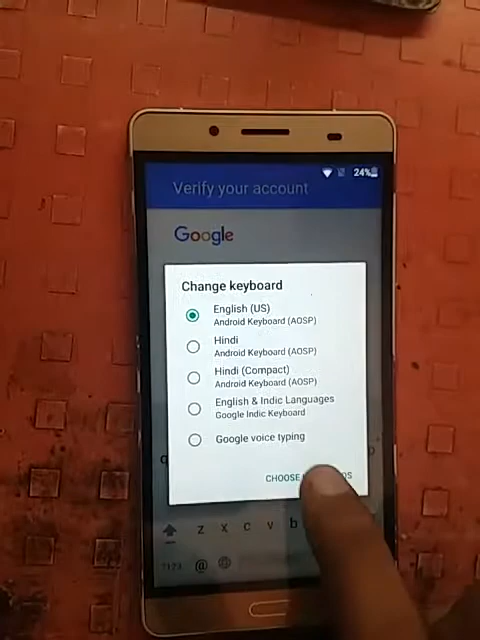 24%
Verify your account
Google
Change keyboard
English (US)
Android Keyboard (AOSP)
Hindi
Android Keyboard (AOSP)
Hindi (Compact)
Android Keyboard (AOSP)
English & Indic Languages
Google Indic Keyboard
Google voice typing
CHOOSE
Z X C V b
?123 @ @